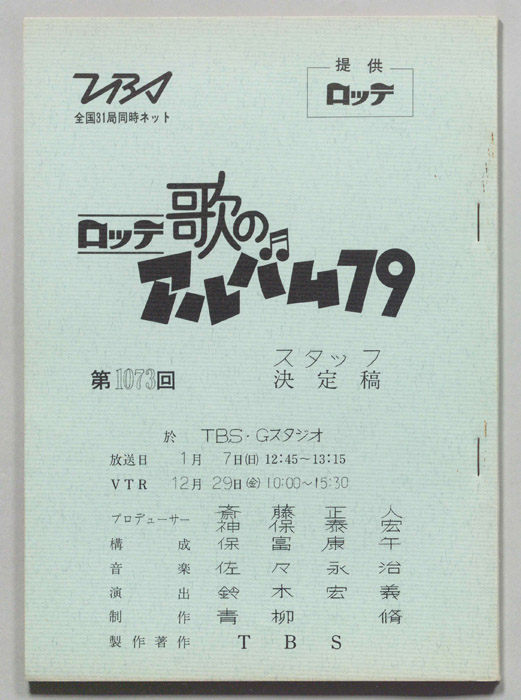 TBS
提供
ロッテ
全国31局同時ネット
ロッテ歌の
アルバム79
第1073回
スタッフ
決定稿
於 TBS・Gスタジオ
放送日 1月 7日(日) 12:45〜13:15
VTR 12月 29日(金) 10:00〜15:30
プロデューサー 斎藤正人
神保泰宏
構成 保富康午
音楽 佐々永治
演出 鈴木宏義
制作 青柳脩
製作著作 TBS